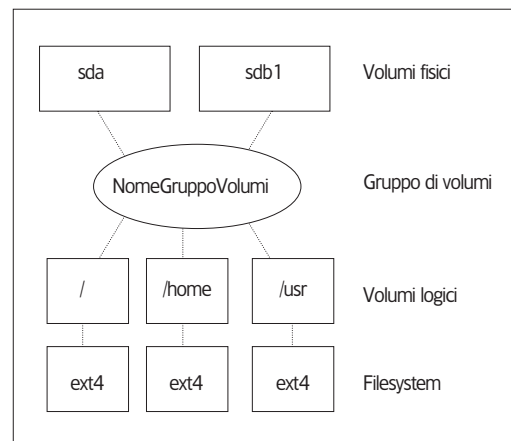 sda sdb1 Volumi fisici
NomeGruppoVolumi Gruppo di volumi
/ /home /usr Volumi logici
ext4 ext4 ext4 Filesystem